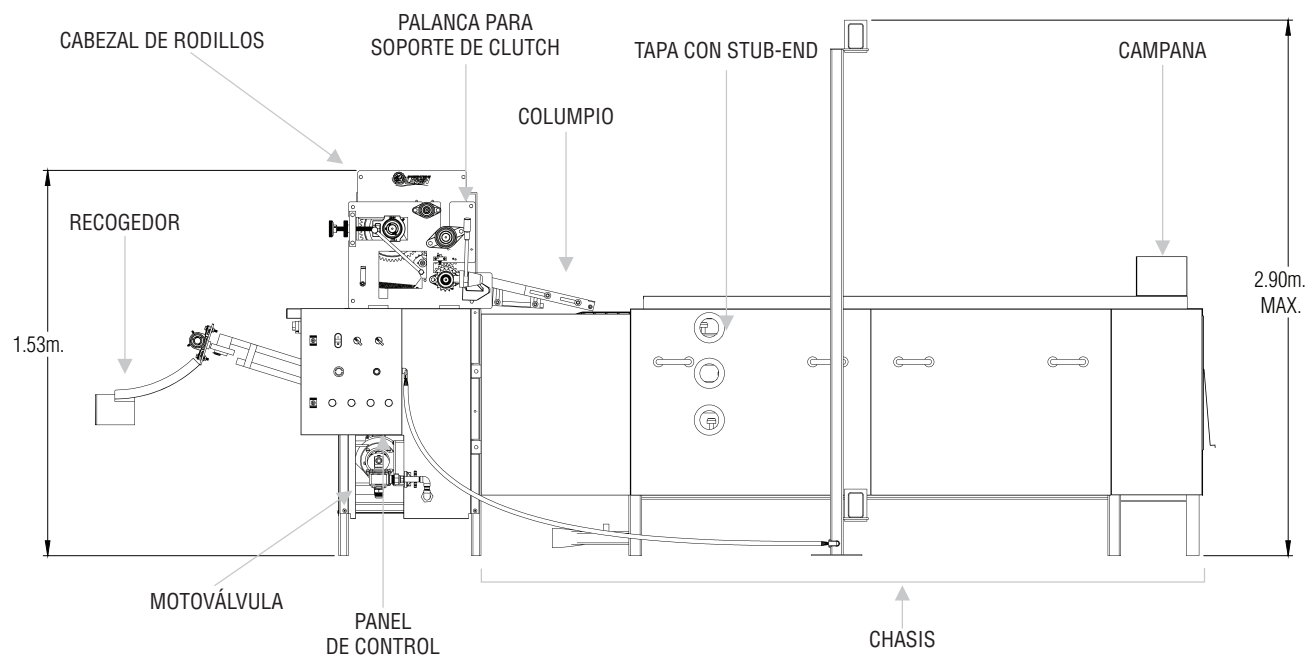 PALANCA PARA
SOPORTE DE CLUTCH
CABEZAL DE RODILLOS
TAPA CON STUB-END
CAMPANA
COLUMPIO
RECOGEDOR
2.90m.
MAX.
1.53m.
MOTOVÁLVULA
PANEL
DE CONTROL
CHASIS